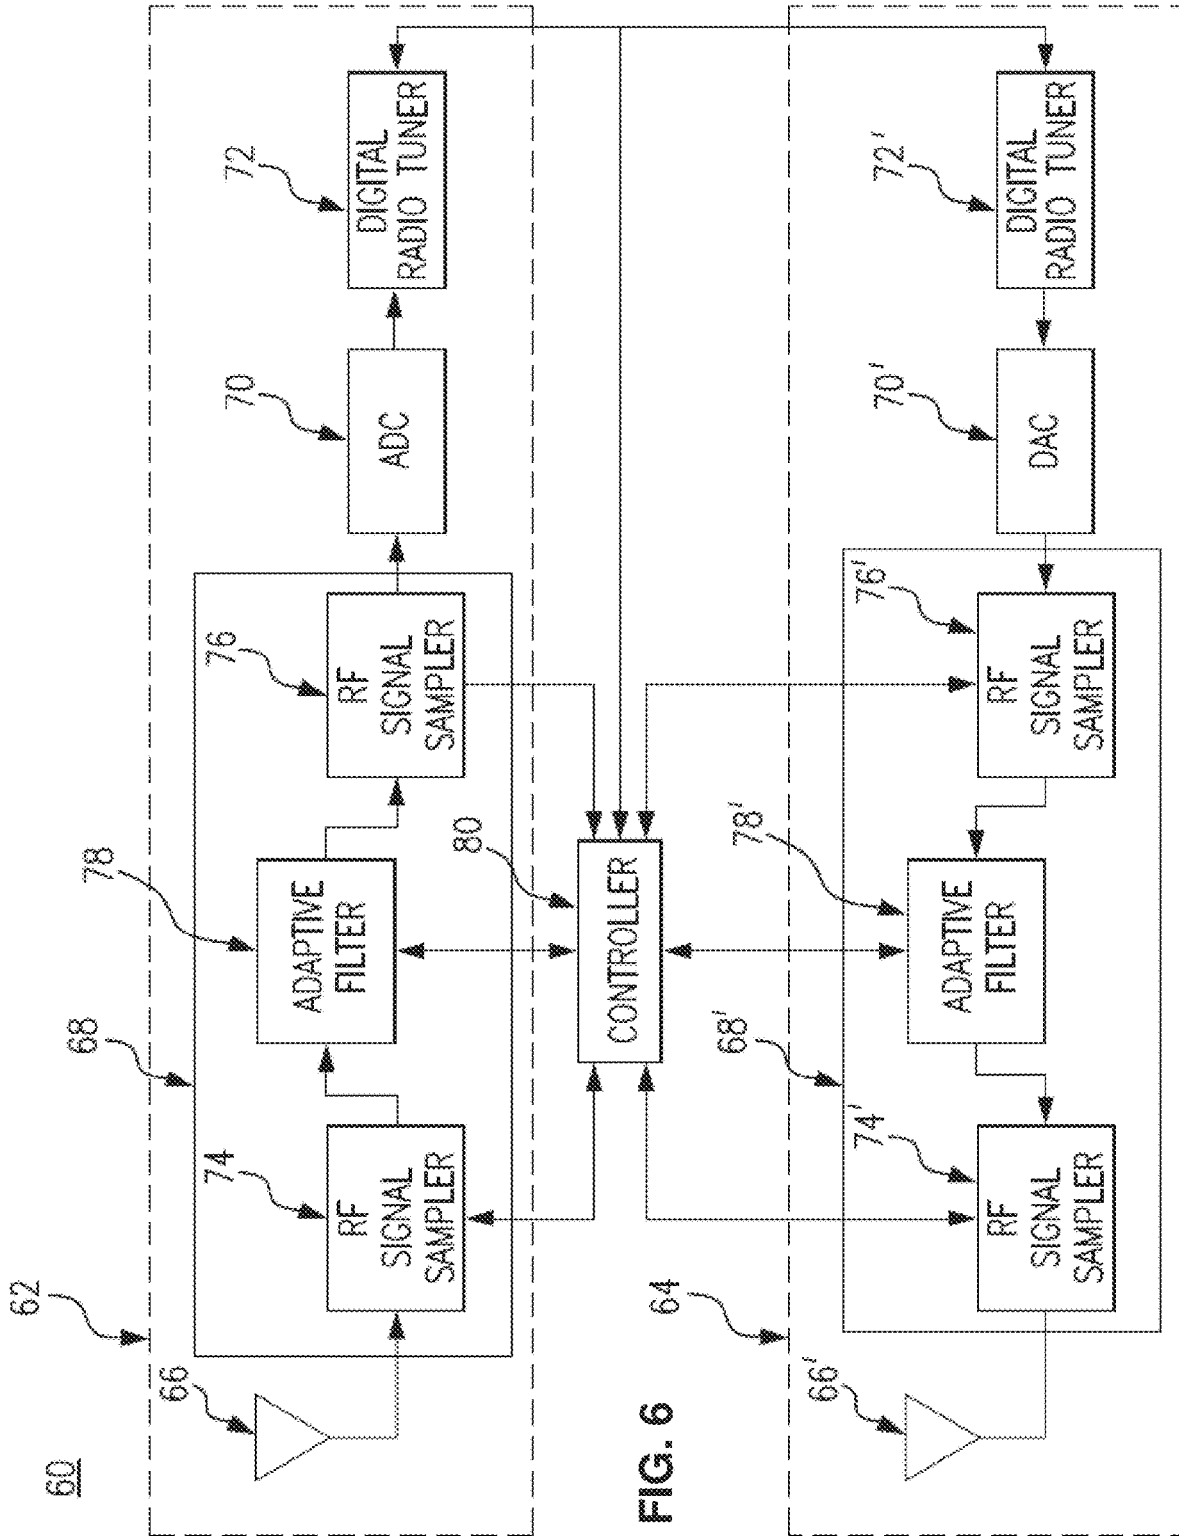 60
62
66
68
74
RF
SIGNAL
SAMPLER
78
ADAPTIVE
FILTER
76
RF
SIGNAL
SAMPLER
70
ADC
72
DIGITAL
RADIO TUNER
80
CONTROLLER
64
66'
68'
74'
RF
SIGNAL
SAMPLER
78'
ADAPTIVE
FILTER
76'
RF
SIGNAL
SAMPLER
70'
DAC
72'
DIGITAL
RADIO TUNER
FIG. 6